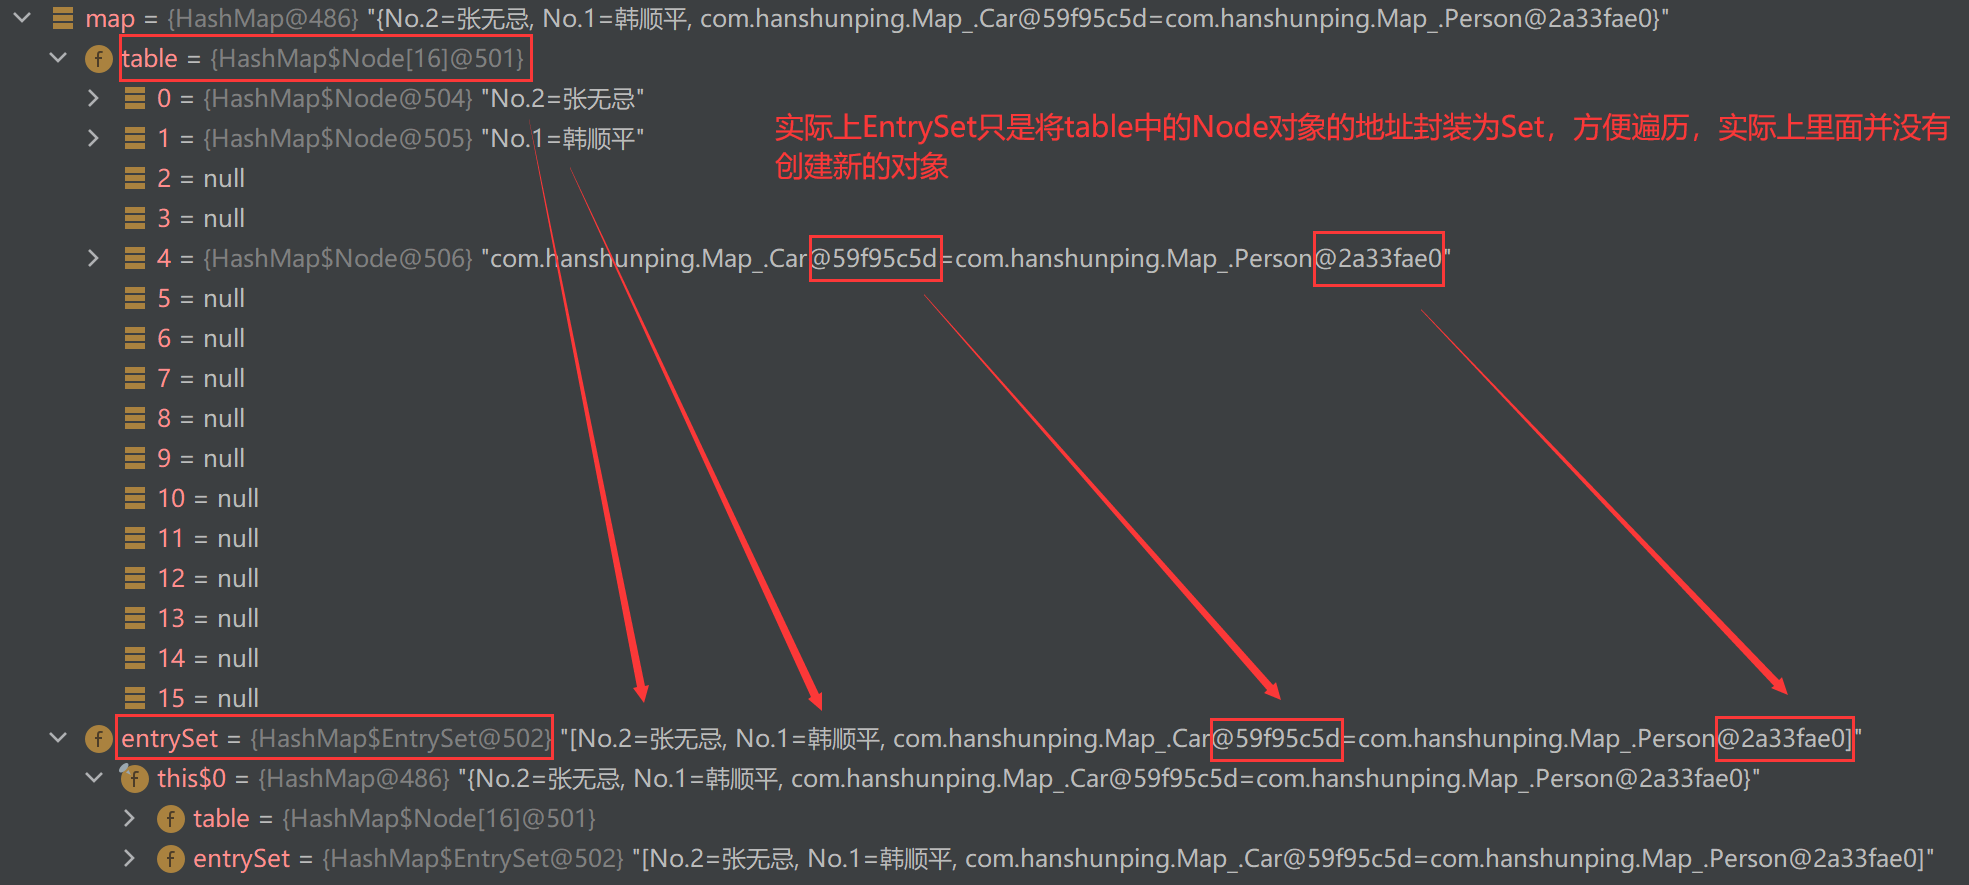 map = {HashMap@486} "{No.2=张无忌, No.1=韩顺平, com.hanshunping.Map_.Car@59f95c5d=com.hanshunping.Map_.Person@2a33fae0}"
f table = {HashMap$Node[16]@501}
0 = {HashMap$Node@504} "No.2=张无忌"
1 = {HashMap$Node@505} "No.1=韩顺平"
实际上EntrySet只是将table中的Node对象的地址封装为Set，方便遍历，实际上里面并没有
创建新的对象
2 = null
3 = null
4 = {HashMap$Node@506} "com.hanshunping.Map_.Car@59f95c5d=com.hanshunping.Map_.Person@2a33fae0"
5 = null
6 = null
7 = null
8 = null
9 = null
10 = null
11 = null
12 = null
13 = null
14 = null
15 = null
f entrySet = {HashMap$EntrySet@502} "[No.2=张无忌, No.1=韩顺平, com.hanshunping.Map_.Car@59f95c5d=com.hanshunping.Map_.Person@2a33fae0]"
f this$0 = {HashMap@486} "{No.2=张无忌, No.1=韩顺平, com.hanshunping.Map_.Car@59f95c5d=com.hanshunping.Map_.Person@2a33fae0}"
f table = {HashMap$Node[16]@501}
f entrySet = {HashMap$EntrySet@502} "[No.2=张无忌, No.1=韩顺平, com.hanshunping.Map_.Car@59f95c5d=com.hanshunping.Map_.Person@2a33fae0]"